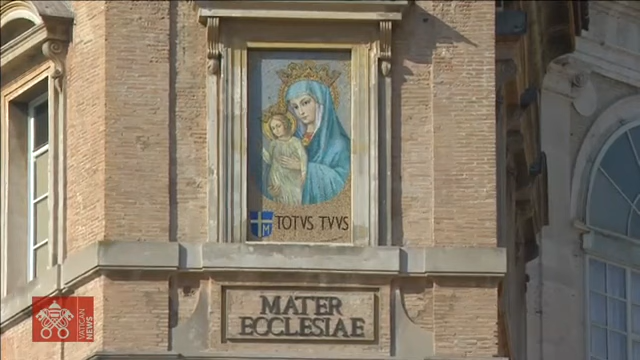 M
TOTVS TVVS
MATER
ECCLESIAE
VATICAN
NEWS